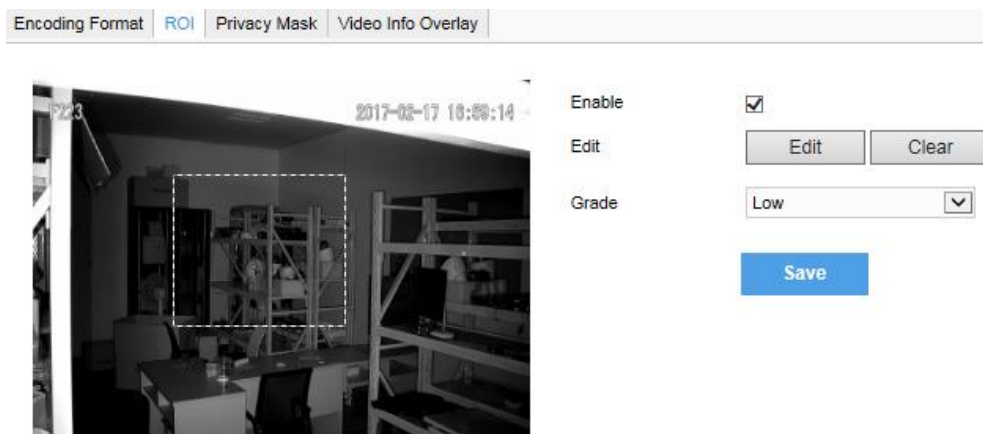 Encoding Format ROI Privacy Mask Video Info Overlay
F223 2017-02-17 16:59:14
Enable
Edit Edit Clear
Grade Low
Save